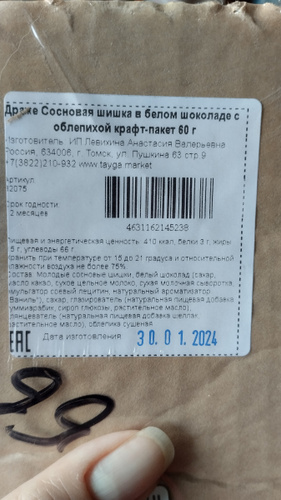 Драже Сосновая шишка в белом шоколаде с
облепихой крафт-пакет 60 г
Изготовитель: ИП Левихина Анастасия Валерьевна
Россия, 634006, г. Томск, ул. Пушкина 63 стр.9
+7(3822)210-932 www.tayga.market
Артикул:
12075
Срок годности:
2 месяцев
4631162145238
Пищевая и энергетическая ценность: 410 ккал, белки 3 г, жиры
5 г, углеводы 66 г.
Хранить при температуре от 15 до 21 градуса и относительной
влажности воздуха не более 75%.
Состав: Молодые сосновые шишки, белый шоколад (сахар,
масло какао, сухое цельное молоко, сухая молочная сыворотка,
эмульгатор соевый лецитин, натуральный ароматизатор
"Ваниль"), сахар, глазирователь (натуральная пищевая добавка
гуммиарабик, сироп глюкозы, растительное масло),
глянцеватель (натуральная пищевая добавка шеллак,
растительное масло), облепиха сушеная.
EAC Дата изготовления 30.01.2024